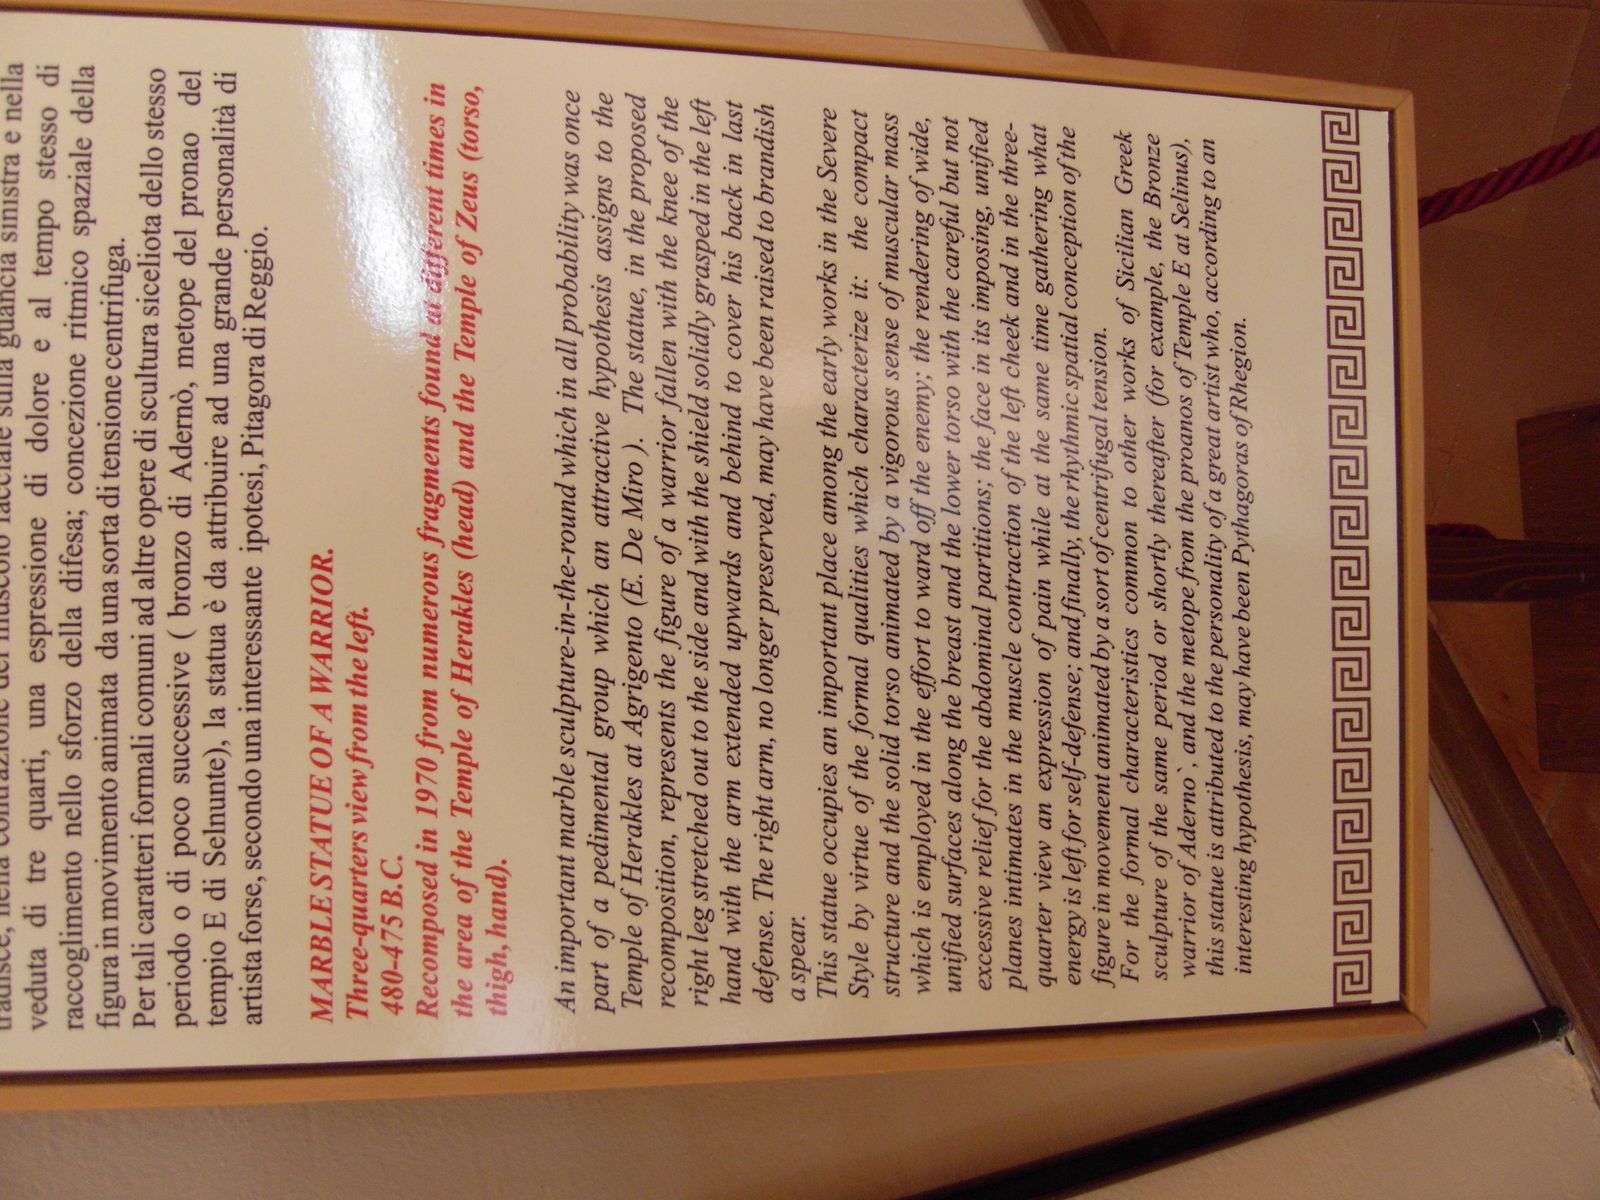 nella contrazione del muscolo facciale sulla guancia sinistra e nella
veduta di tre quarti, una espressione di dolore e al tempo stesso di
raccoglimento nello sforzo della difesa; concezione ritmico spaziale della
figura in movimento animata da una sorta di tensione centrifuga.
Per tali caratteri formali comuni ad altre opere di scultura siceliota dello stesso
periodo o di poco successive ( bronzo di Adernò, metope del pronao del
tempio E di Selnunte), la statua è da attribuire ad una grande personalità di
artista forse, secondo una interessante ipotesi, Pitagora di Reggio.
MARBLE STATUE OF A WARRIOR.
Three-quarters view from the left.
480-475 B.C.
Recomposed in 1970 from numerous fragments found at different times in
the area of the Temple of Herakles (head) and the Temple of Zeus (torso,
thigh, hand).
An important marble sculpture-in-the-round which in all probability was once
part of a pedimental group which an attractive hypothesis assigns to the
Temple of Herakles at Agrigento (E. De Miro ). The stature, in the proposed
recomposition, represents the figure of a warrior fallen with the knee of the
right leg stretched out to the side and with the shield solidly grasped in the left
hand with the arm extended upwards and behind to cover his back in last
defense. The right arm, no longer preserved, may have been raised to brandish
a spear.
This statue occupies an important place among the early works in the Severe
Style by virtue of the formal qualities which characterize it: the compact
structure and the solid torso animated by a vigorous sense of muscular mass
which is employed in the effort to ward off the enemy; the rendering of wide,
unified surfaces along the breast and the lower torso with the careful but not
excessive relief for the abdominal partitions; the face in its imposing, unified
planes intimates in the muscle contraction of the left cheek and in the three-
quarter view an expression of pain while at the same time gathering what
energy is left for self-defense; and finally, the rhythmic spatial conception of the
figure in movement animated by a sort of centrifugal tension.
For the formal characteristics common to other works of Sicilian Greek
sculpture of the same period or shortly thereafter (for example, the Bronze
warrior of Aderno`, and the metope from the proanos of Temple E at Selinus),
this statue is attributed to the personality of a great artist who, according to an
interesting hypothesis, may have been Pythagoras of Rhegion.